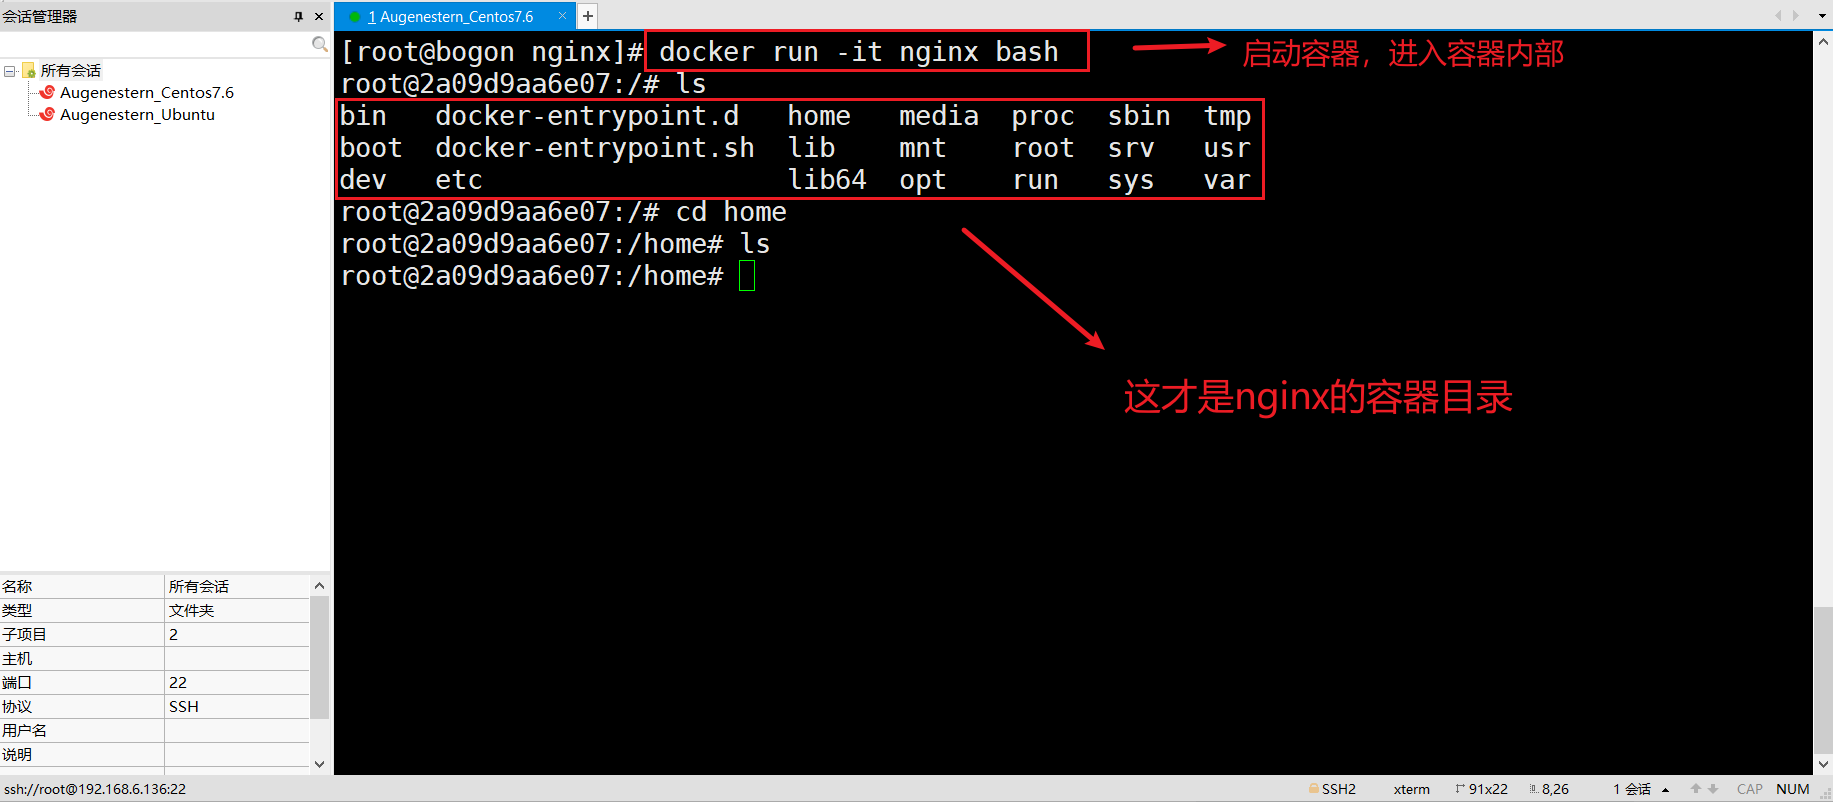 会话管理器
所有会话
Augenestern_Centos7.6
Augenestern_Ubuntu
名称 所有会话
类型 文件夹
子项目 2
主机
端口 22
协议 SSH
用户名
说明
1 Augenestern_Centos7.6
[root@bogon nginx]# docker run -it nginx bash
启动容器，进入容器内部
root@2a09d9aa6e07:/# ls
bin docker-entrypoint.d home media proc sbin tmp
boot docker-entrypoint.sh lib mnt root srv usr
dev etc lib64 opt run sys var
root@2a09d9aa6e07:/# cd home
root@2a09d9aa6e07:/home# ls
root@2a09d9aa6e07:/home#
这才是nginx的容器目录
ssh://root@192.168.6.136:22 SSH2 xterm 91x22 8,26 1 会话 CAP NUM